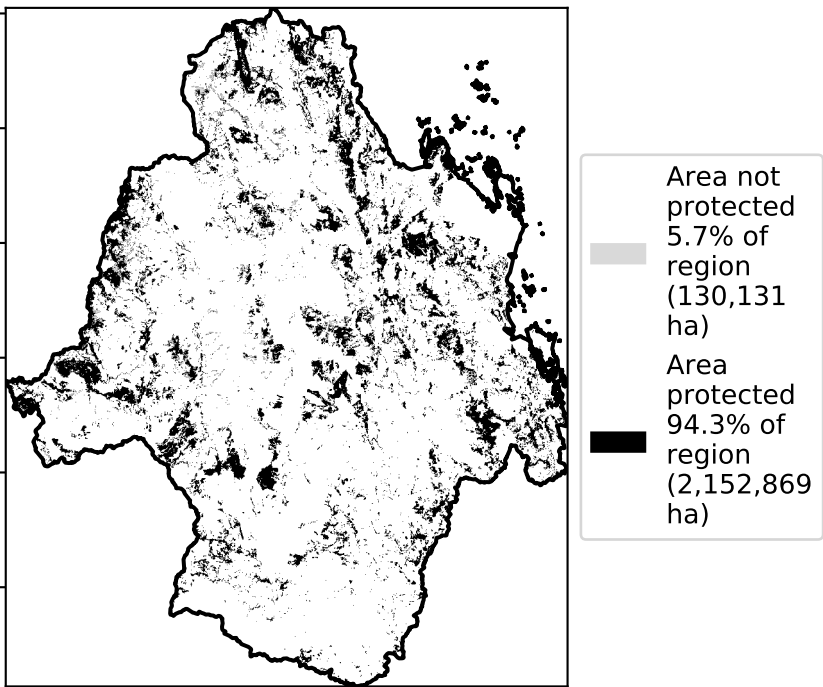 Area not
protected
5.7% of
region
(130,131
ha)
Area
protected
94.3% of
region
(2,152,869
ha)